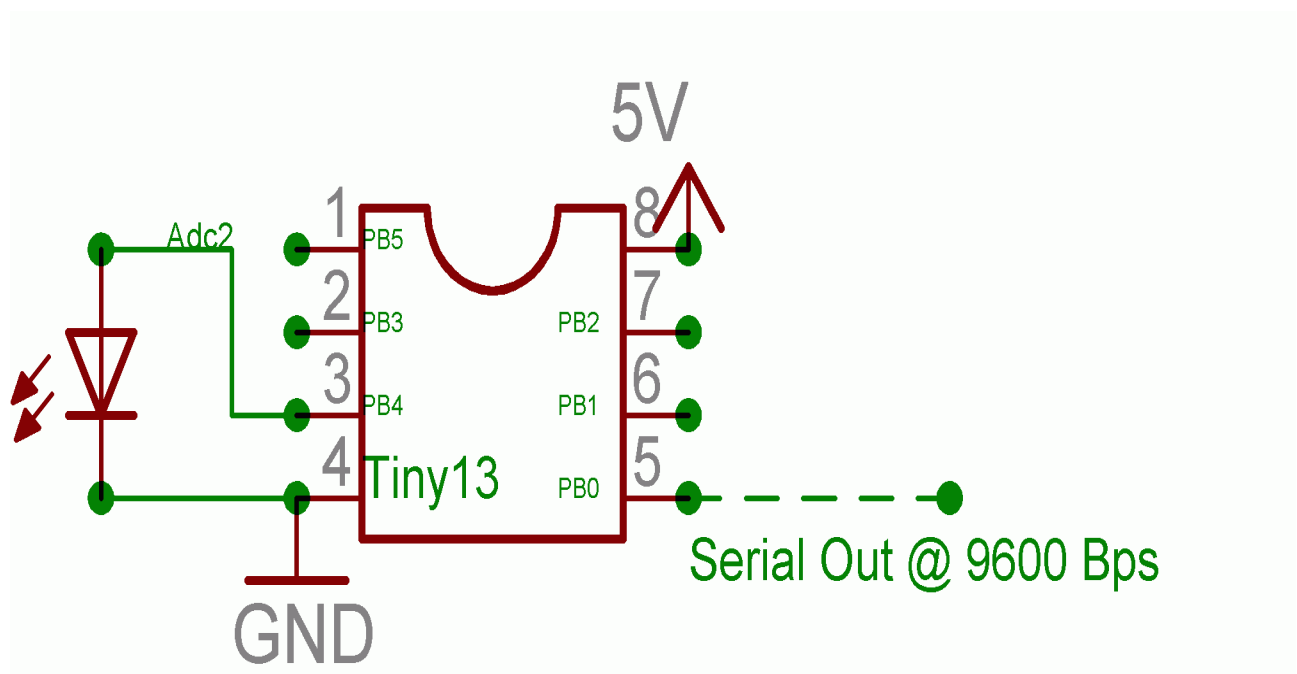 5V
Adc2
1
PB5
8
2
PB3
7
PB2
3
PB4
6
PB1
4
Tiny13
5
PB0
Serial Out @ 9600 Bps
GND